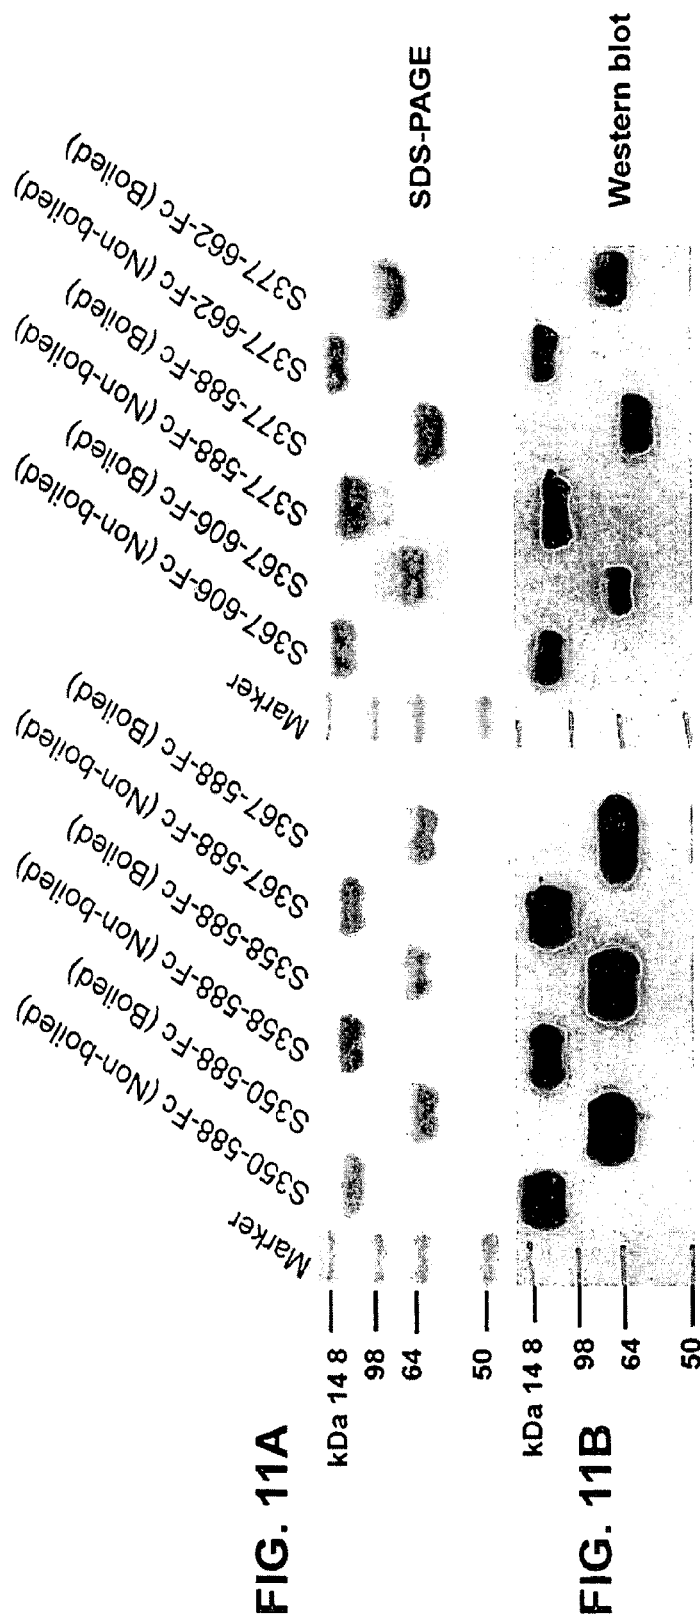 FIG. 11A
Marker
S350-588-Fc (Non-boiled)
S350-588-Fc (Boiled)
S358-588-Fc (Non-boiled)
S358-588-Fc (Boiled)
S367-588-Fc (Non-boiled)
S367-588-Fc (Boiled)
Marker
S367-606-Fc (Non-boiled)
S367-606-Fc (Boiled)
S377-588-Fc (Non-boiled)
S377-588-Fc (Boiled)
S377-662-Fc (Non-boiled)
S377-662-Fc (Boiled)
kDa 14 8
98
64
50
SDS-PAGE
FIG. 11B
kDa 14 8
98
64
50
Western blot